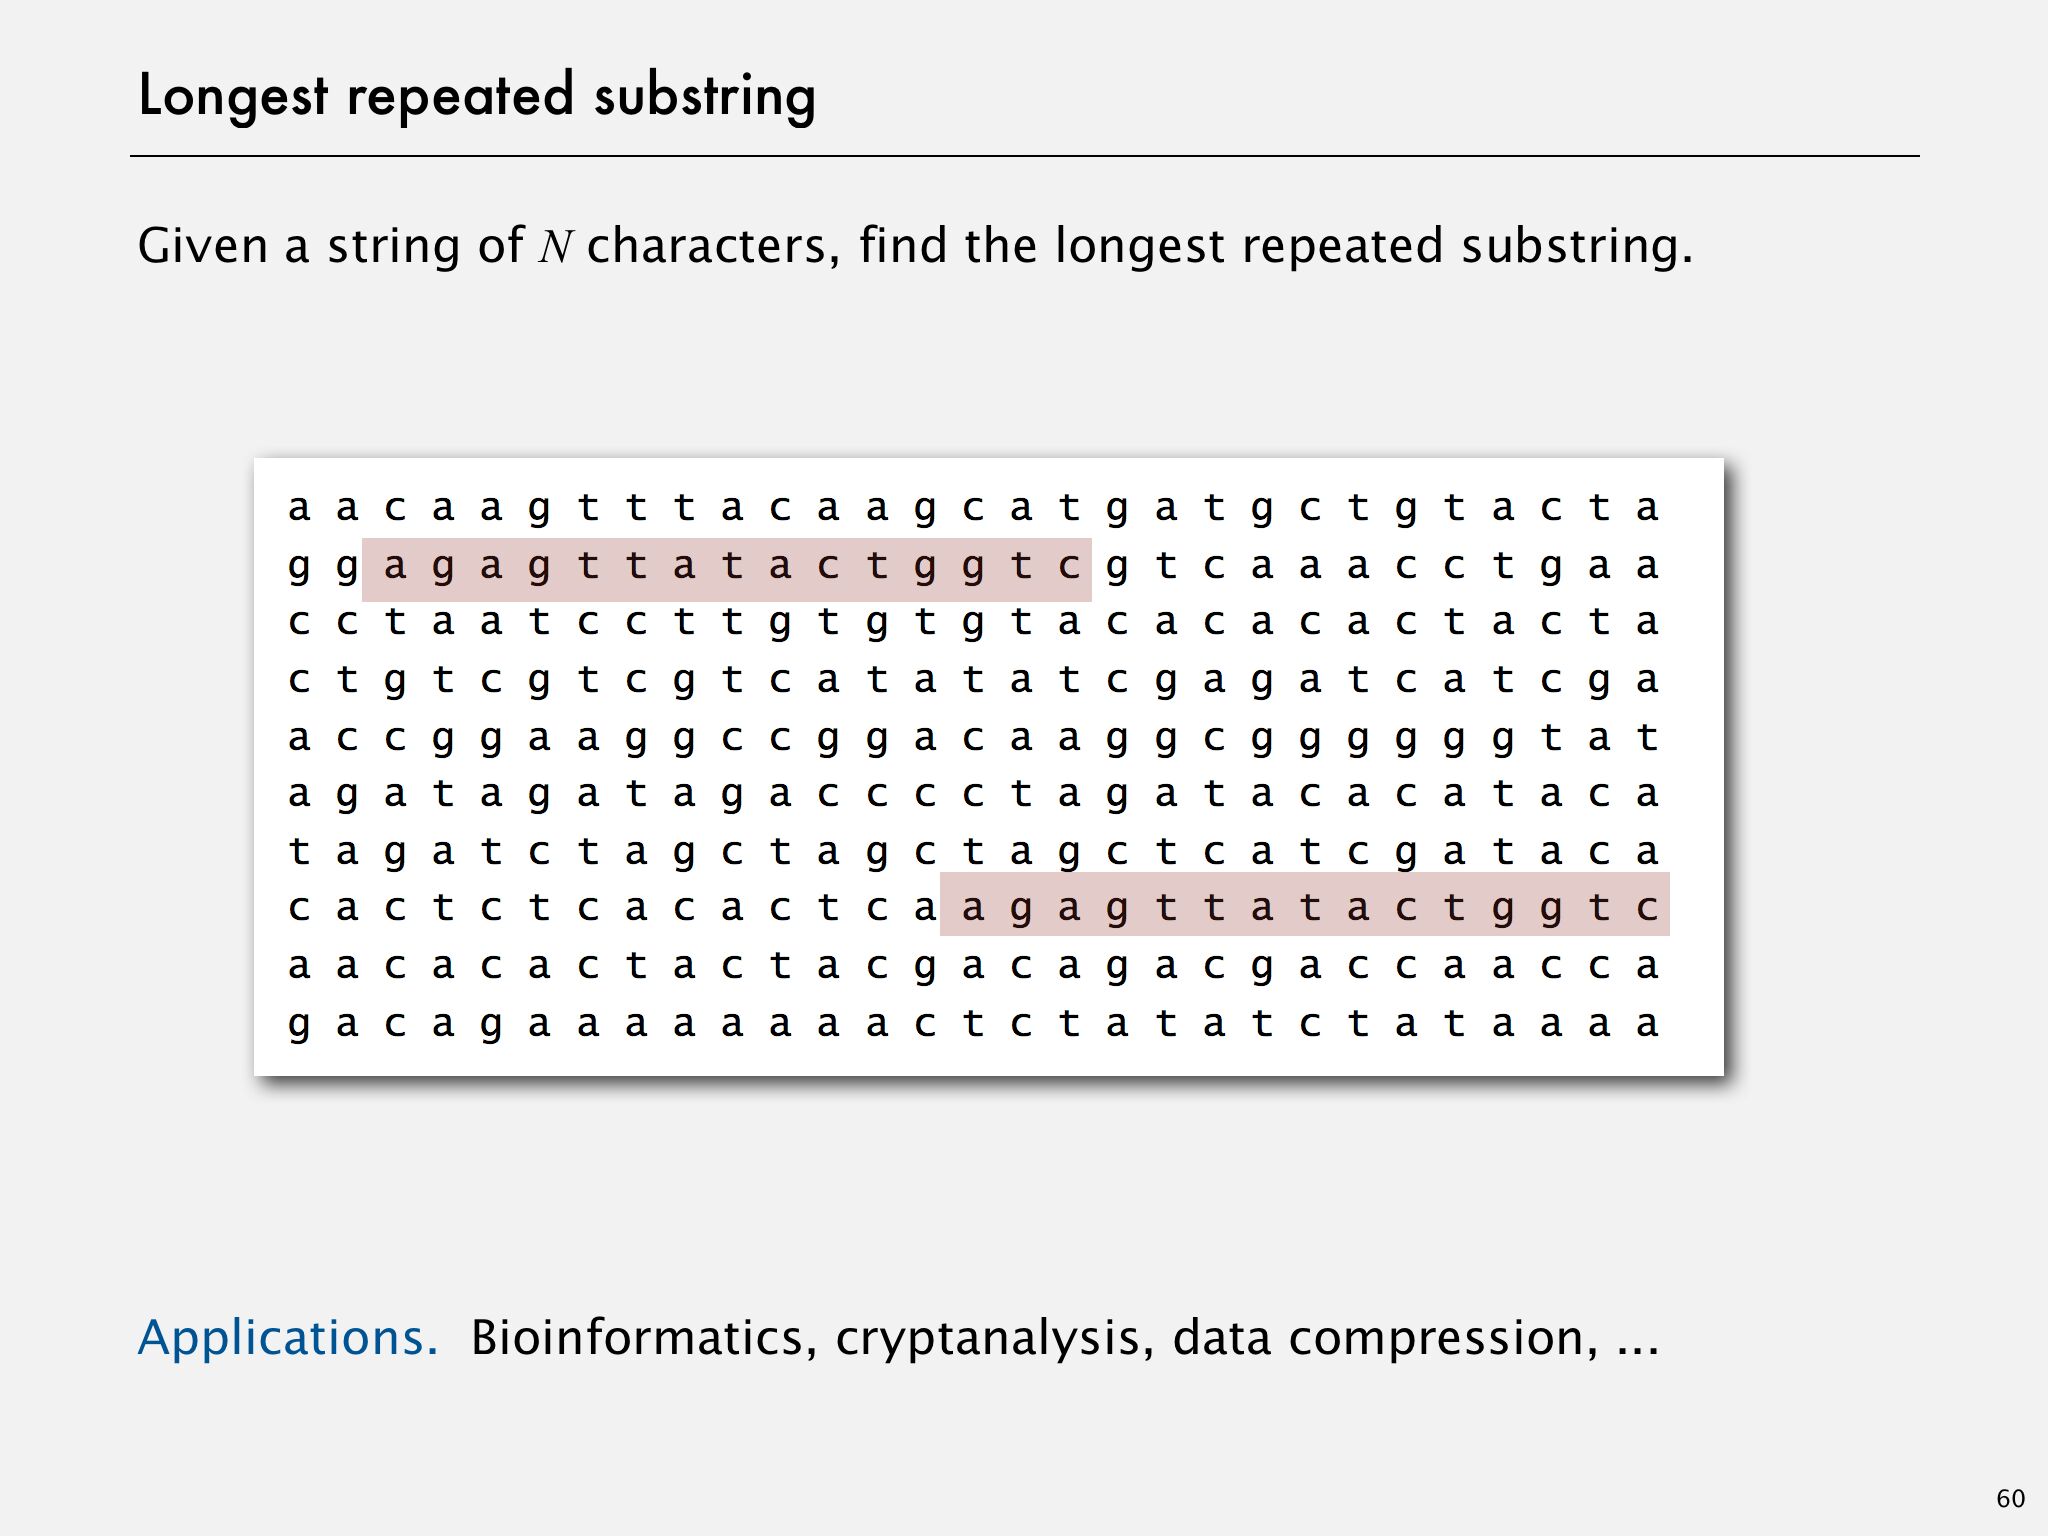 Longest repeated substring
Given a string of N characters, find the longest repeated substring.
a a c a a g t t t a c a a g c a t g a t g c t g t a c t a
g g a g a g t t a t a c t g g t c g t c a a a c c t g a a
c c t a a t c c t t g t g t g t a c a c a c a c t a c t a
c t g t c g t c g t c a t a t a t c g a g a t c a t c g a
a c c g g a a g g c c g g a c a a g g c g g g g g g t a t
a g a t a g a t a g a c c c c t a g a t a c a c a t a c a
t a g a t c t a g c t a g c t a g c t c a t c g a t a c a
c a c t c t c a c a c t c a a g a g t t a t a c t g g t c
a a c a c a c t a c t a c g a c a g a c g a c c a a c c a
g a c a g a a a a a a a a c t c t a t a t c t a t a a a a
Applications. Bioinformatics, cryptanalysis, data compression, ...
60